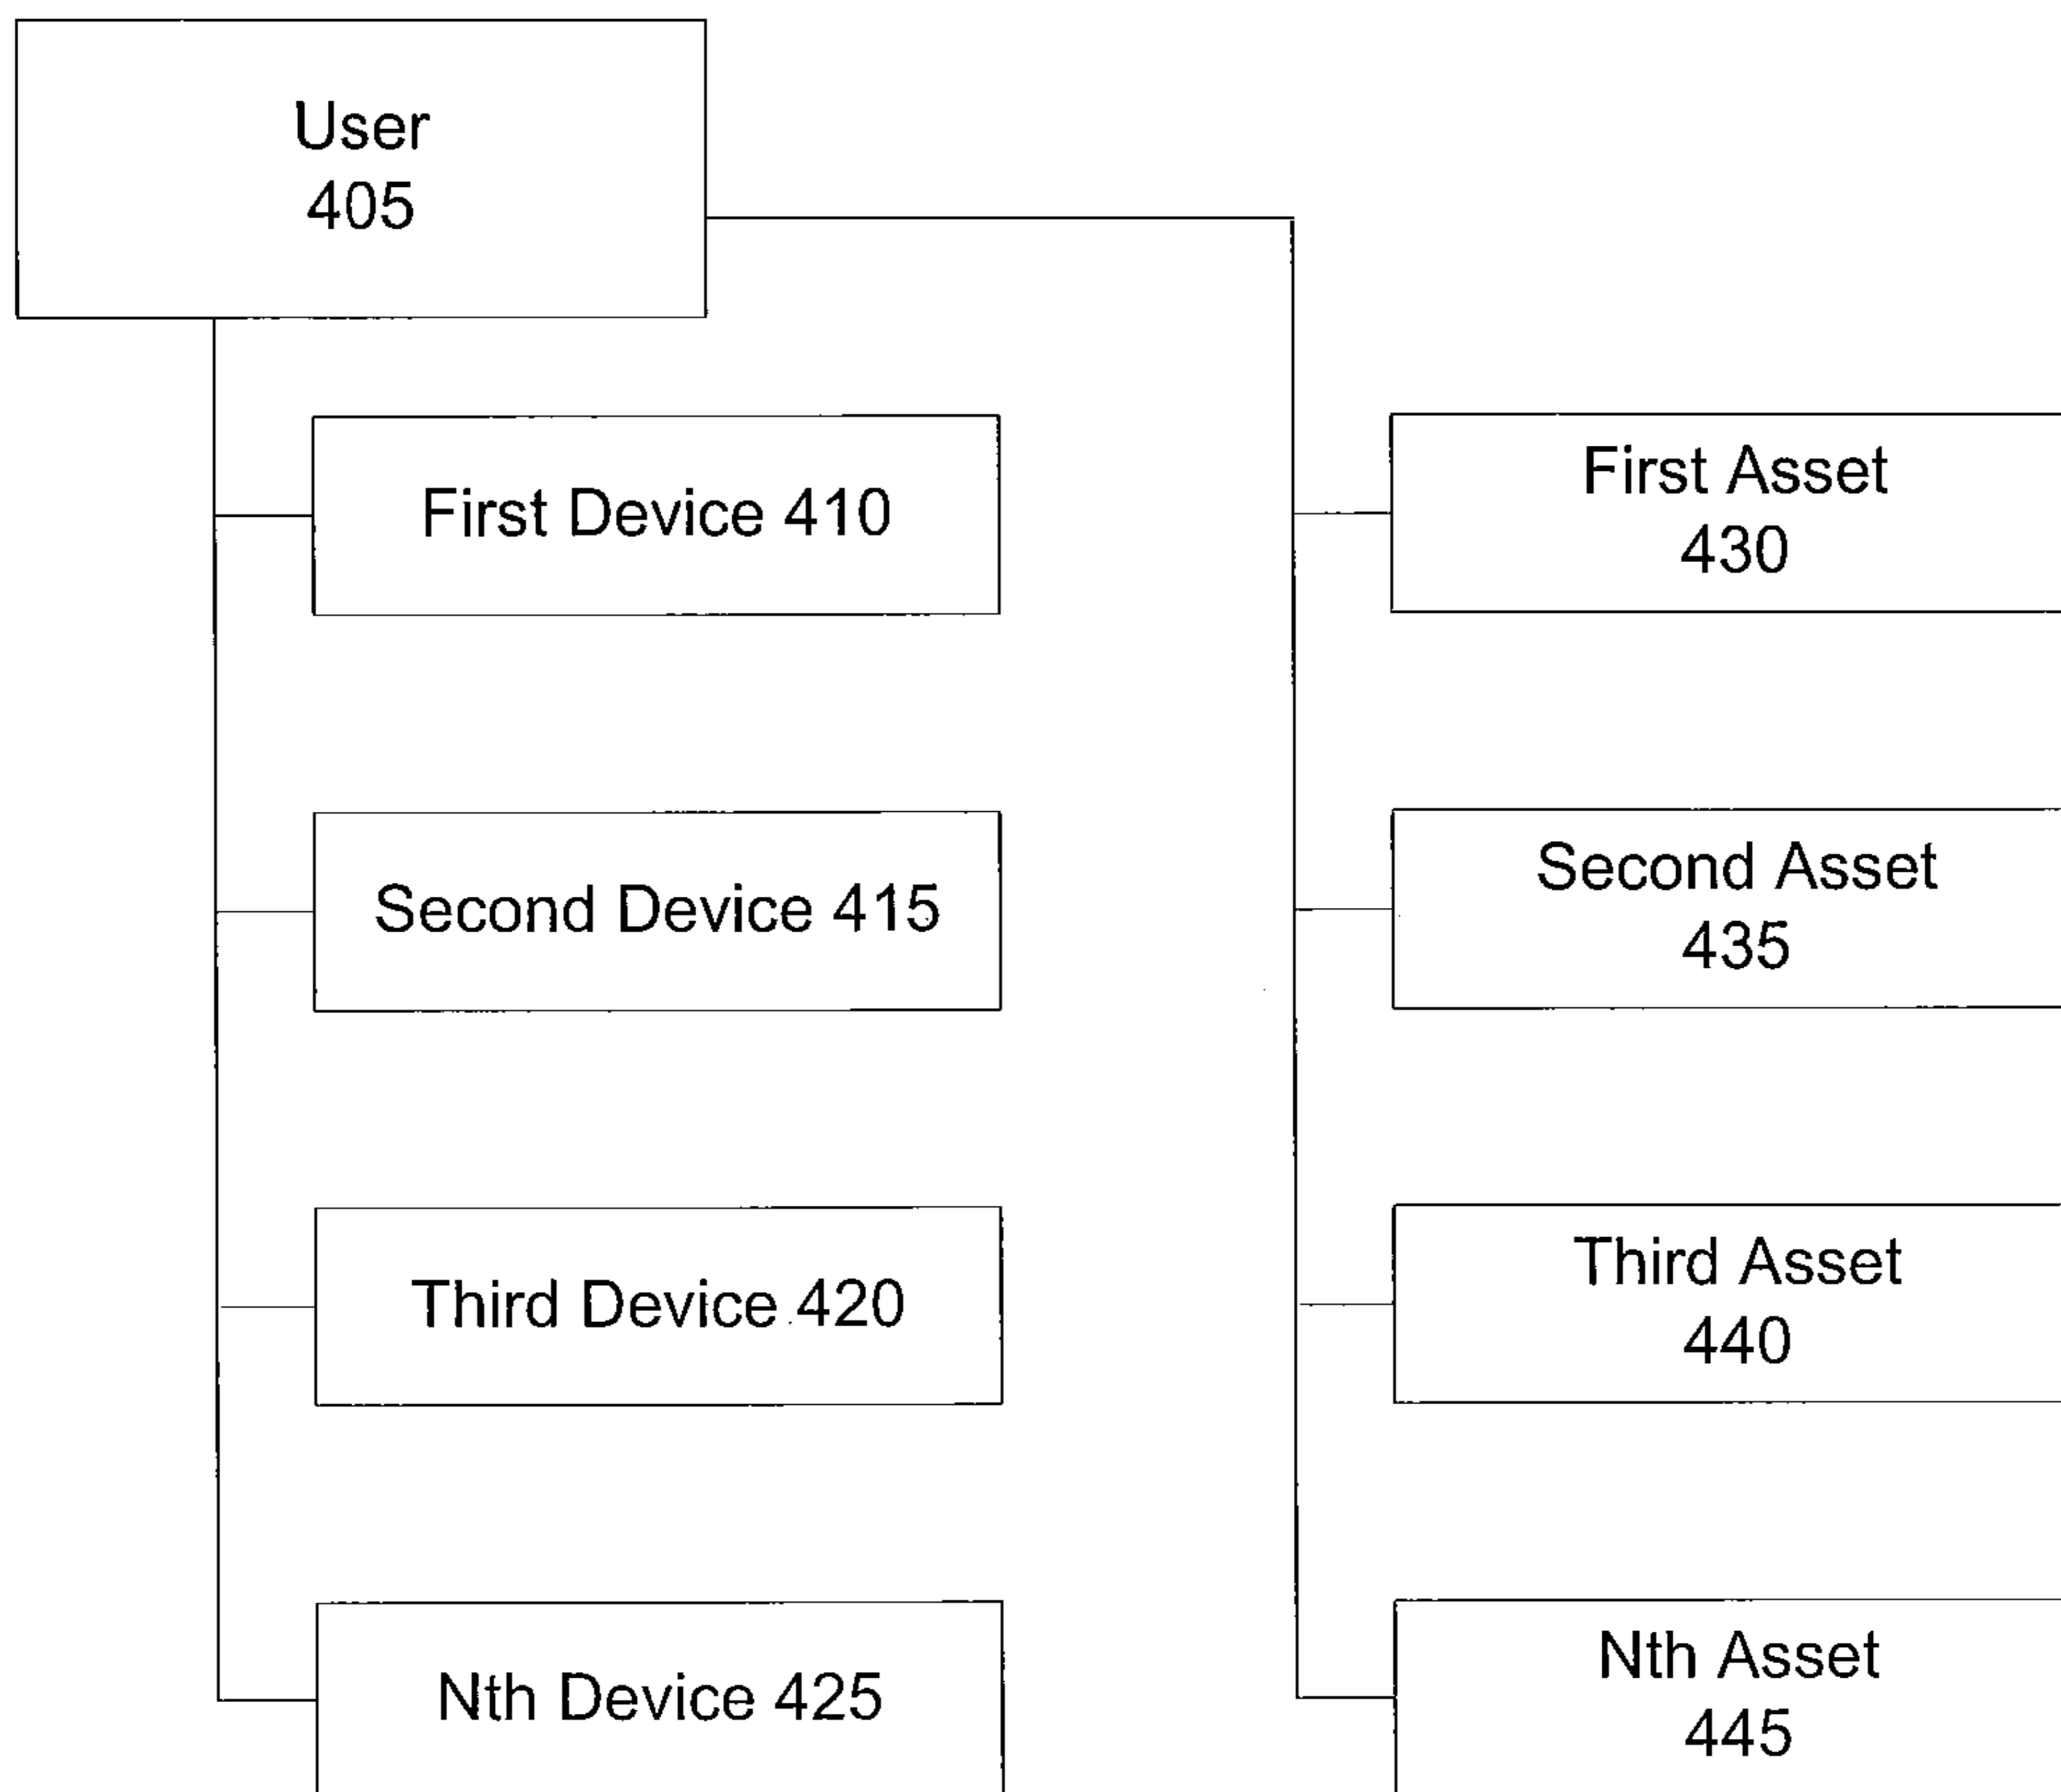 User
405
First Device 410
Second Device 415
Third Device 420
Nth Device 425
First Asset
430
Second Asset
435
Third Asset
440
Nth Asset
445